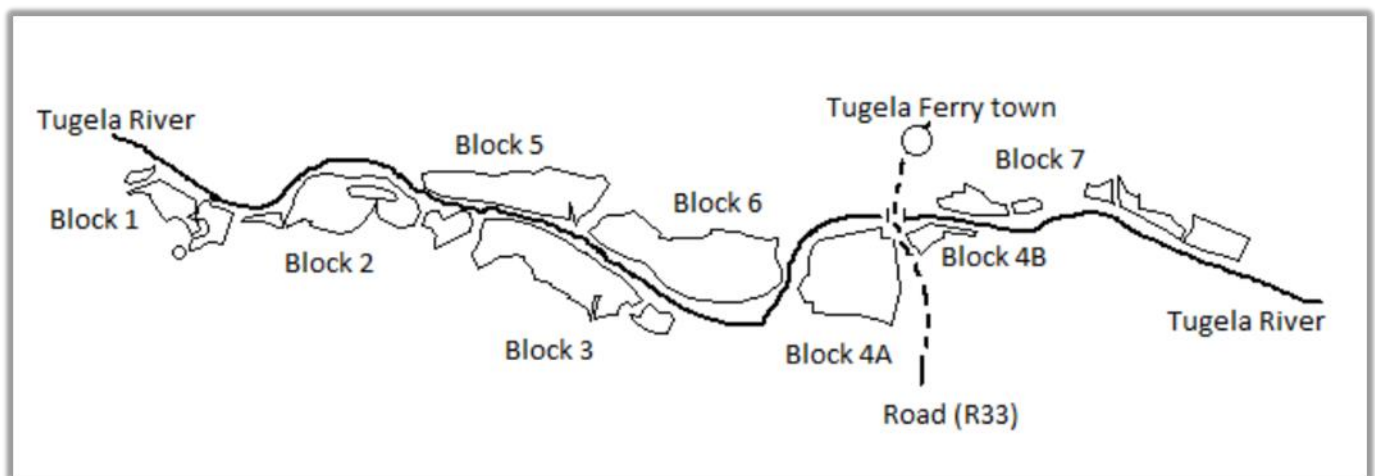 Tugela River
Tugela Ferry town
Block 5
Block 7
Block 1
Block 6
Block 2
Block 4B
Block 3
Block 4A
Tugela River
Road (R33)